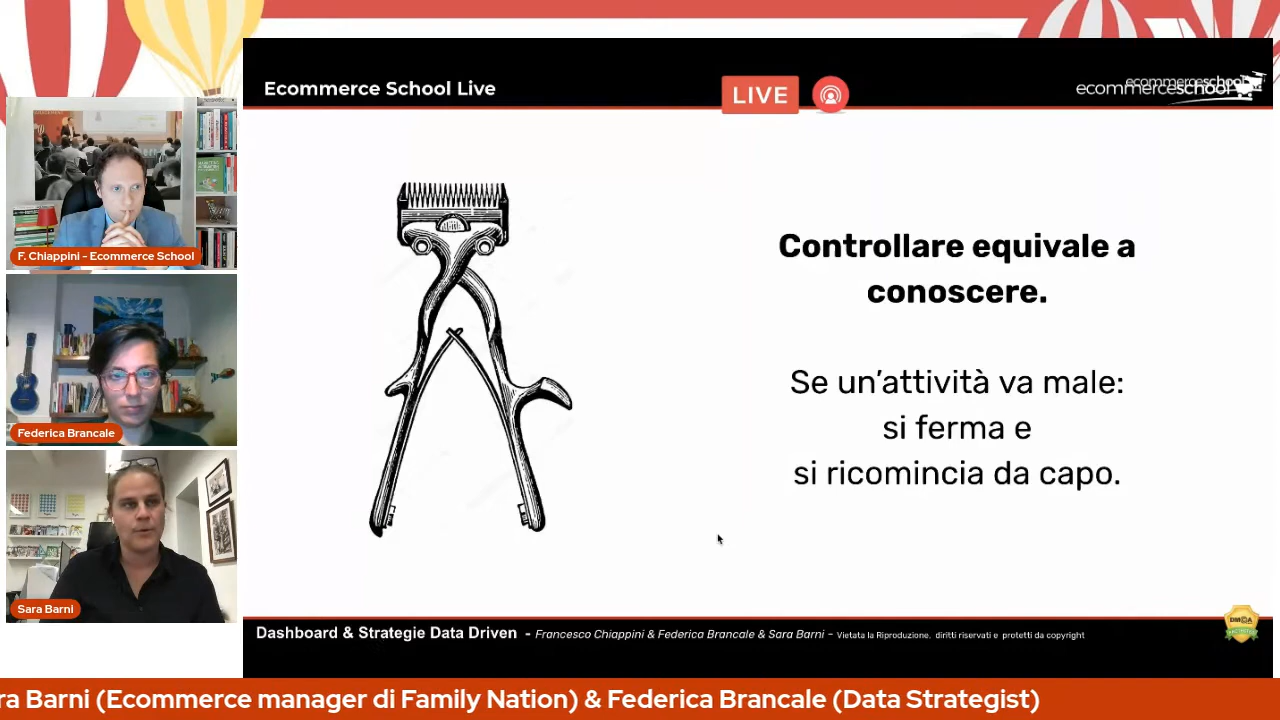 Ecommerce School Live
LIVE
ecommerceschool
ecommerceschool
F. Chiappini - Ecommerce School
Federica Brancale
Sara Barni
Controllare equivale a
conoscere.
Se un’attività va male:
si ferma e
si ricomincia da capo.
Dashboard & Strategie Data Driven - Francesco Chiappini & Federica Brancale & Sara Barni – Vietata la Riproduzione, diritti riservati e protetti da copyright
DMCA
ra Barni (Ecommerce manager di Family Nation) & Federica Brancale (Data Strategist)